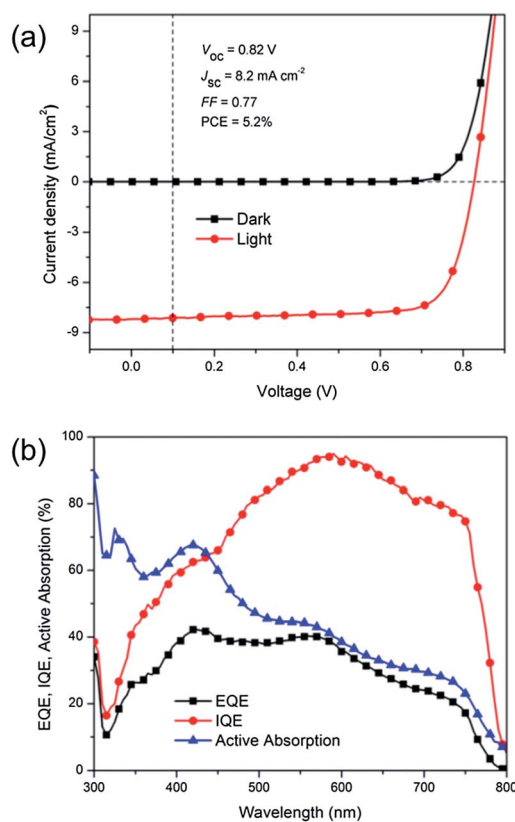 (a)
9
6
3
0
-3
-6
-9
Current density (mA/cm²)
V_OC = 0.82 V
J_SC = 8.2 mA cm⁻²
FF = 0.77
PCE = 5.2%
Dark
Light
0.0 0.2 0.4 0.6 0.8
Voltage (V)
(b)
100
80
60
40
20
0
EQE, IQE, Active Absorption (%)
EQE
IQE
Active Absorption
300 400 500 600 700 800
Wavelength (nm)